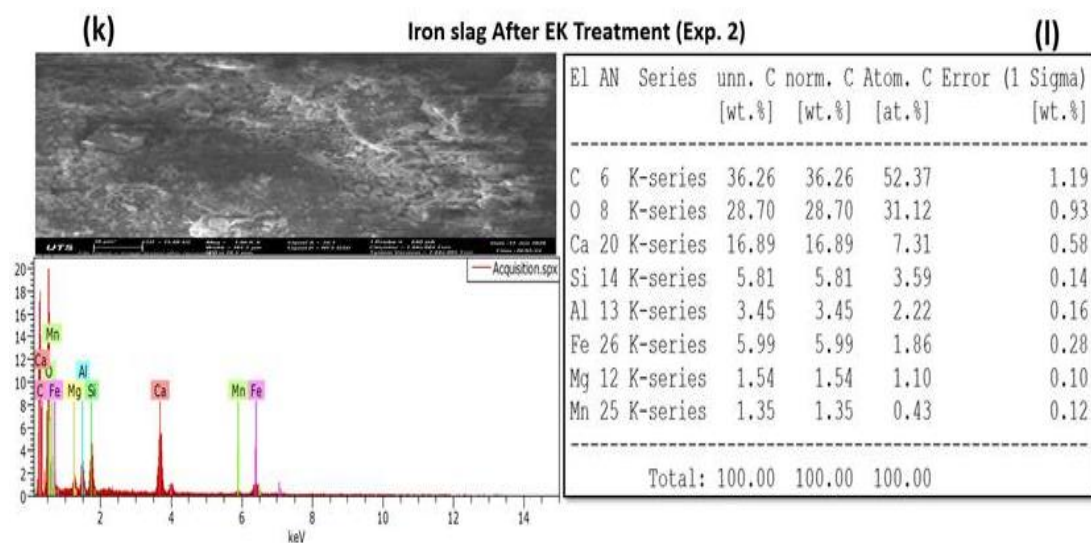 (k)
Iron slag After EK Treatment (Exp. 2)
(l)
UTS
Acquisition.spx
20
18
16
14
12
10
8
6
4
2
0
Mn
Ca
O
Al
C
Fe
Mg
Si
Ca
Mn
Fe
2 4 6 8 10 12 14
keV
El AN Series unn. C norm. C Atom. C Error (1 Sigma)
[wt.%] [wt.%] [at.%] [wt.%]
C 6 K-series 36.26 36.26 52.37 1.19
O 8 K-series 28.70 28.70 31.12 0.93
Ca 20 K-series 16.89 16.89 7.31 0.58
Si 14 K-series 5.81 5.81 3.59 0.14
Al 13 K-series 3.45 3.45 2.22 0.16
Fe 26 K-series 5.99 5.99 1.86 0.28
Mg 12 K-series 1.54 1.54 1.10 0.10
Mn 25 K-series 1.35 1.35 0.43 0.12
Total: 100.00 100.00 100.00